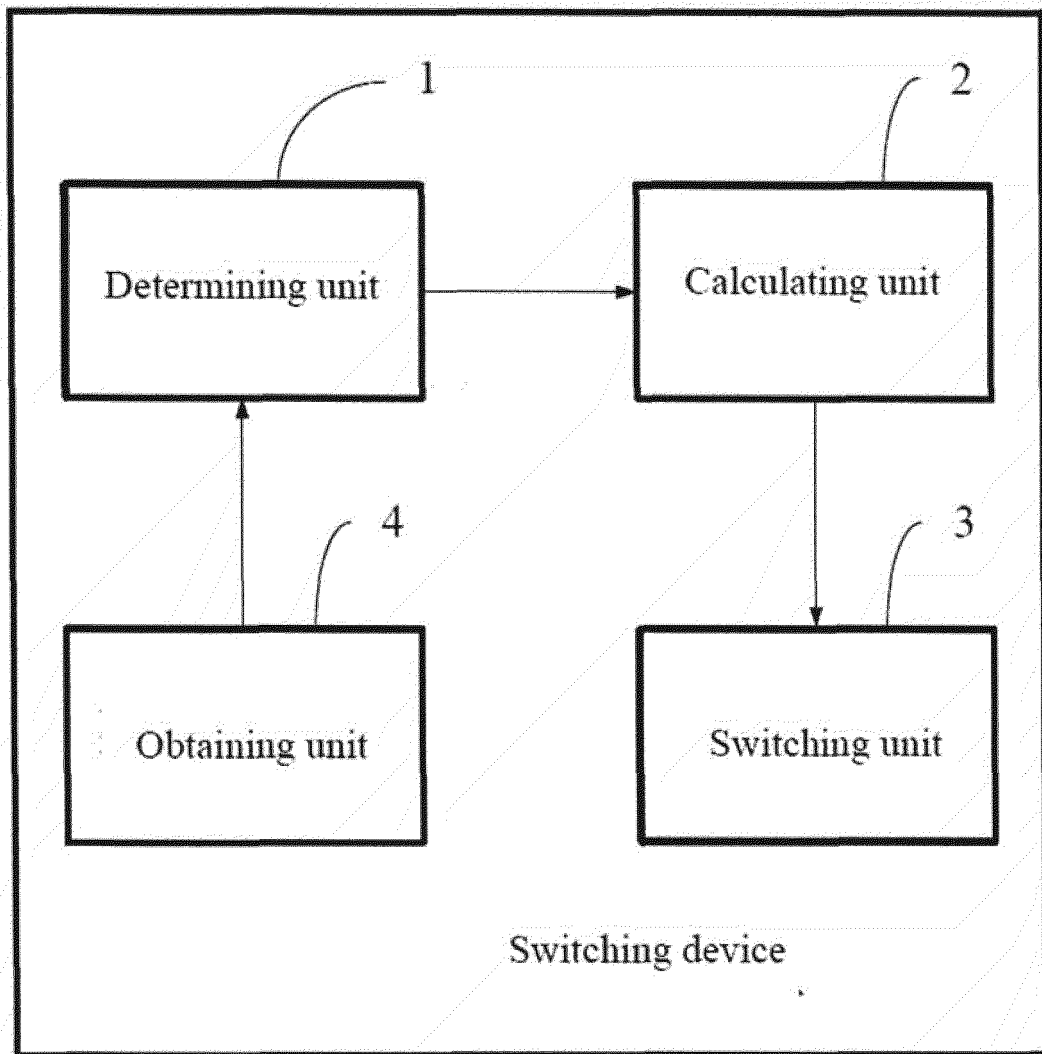 1
2
Determining unit
Calculating unit
4
3
Obtaining unit
Switching unit
Switching device